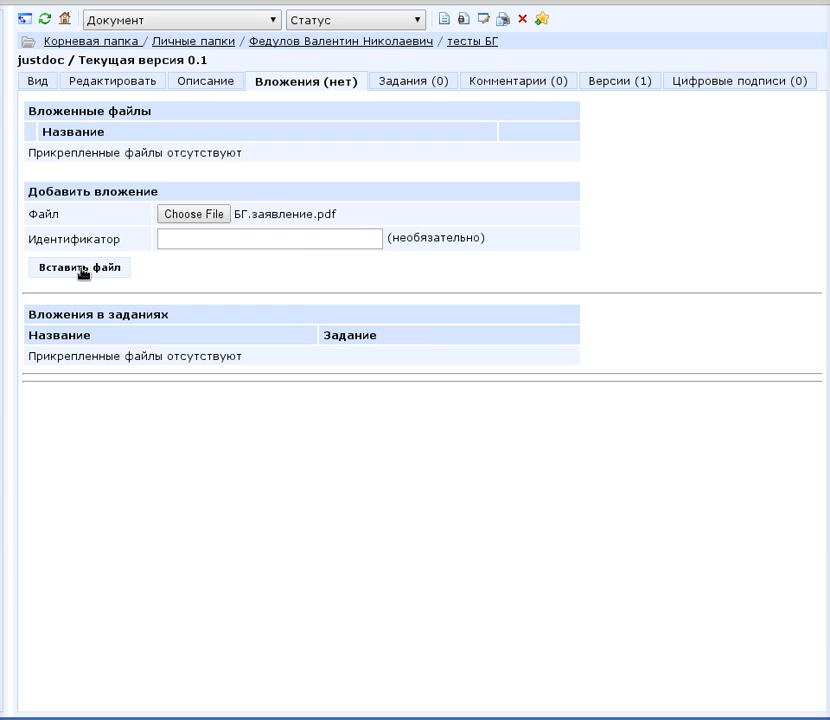 Документ Статус
Корневая папка / Личные папки / Федулов Валентин Николаевич / тесты БГ
justdoc / Текущая версия 0.1
Вид Редактировать Описание Вложения (нет) Задания (0) Комментарии (0) Версии (1) Цифровые подписи (0)
Вложенные файлы
Название
Прикрепленные файлы отсутствуют
Добавить вложение
Файл Choose File БГ.заявление.pdf
Идентификатор (необязательно)
Вставить файл
Вложения в заданиях
Название Задание
Прикрепленные файлы отсутствуют